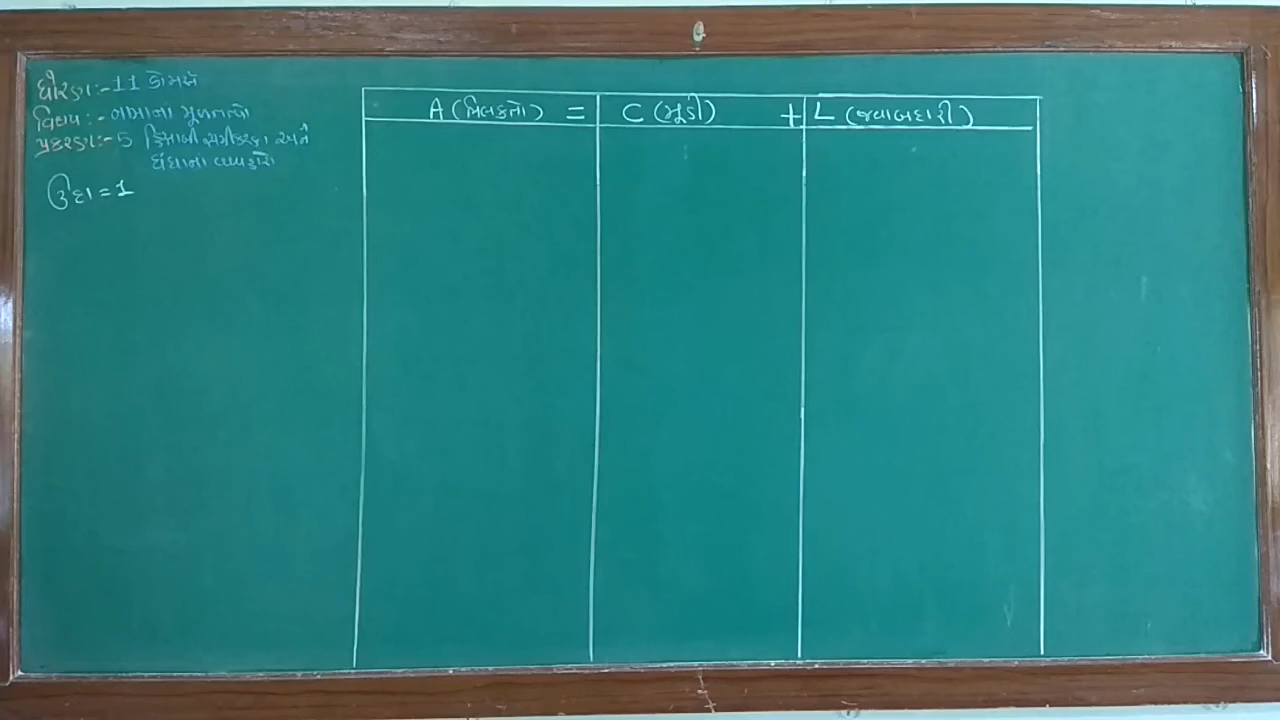 ધોરણ:-11 કોમર્સ
વિષય:- નામાના મૂળતત્વો
પ્રકરણ:-5 હિસાબી સમીકરણ અને
ધંધાના વ્યવહારો
ઉદા=1
A (મિલકતો) = C (મૂડી) + L (જવાબદારી)